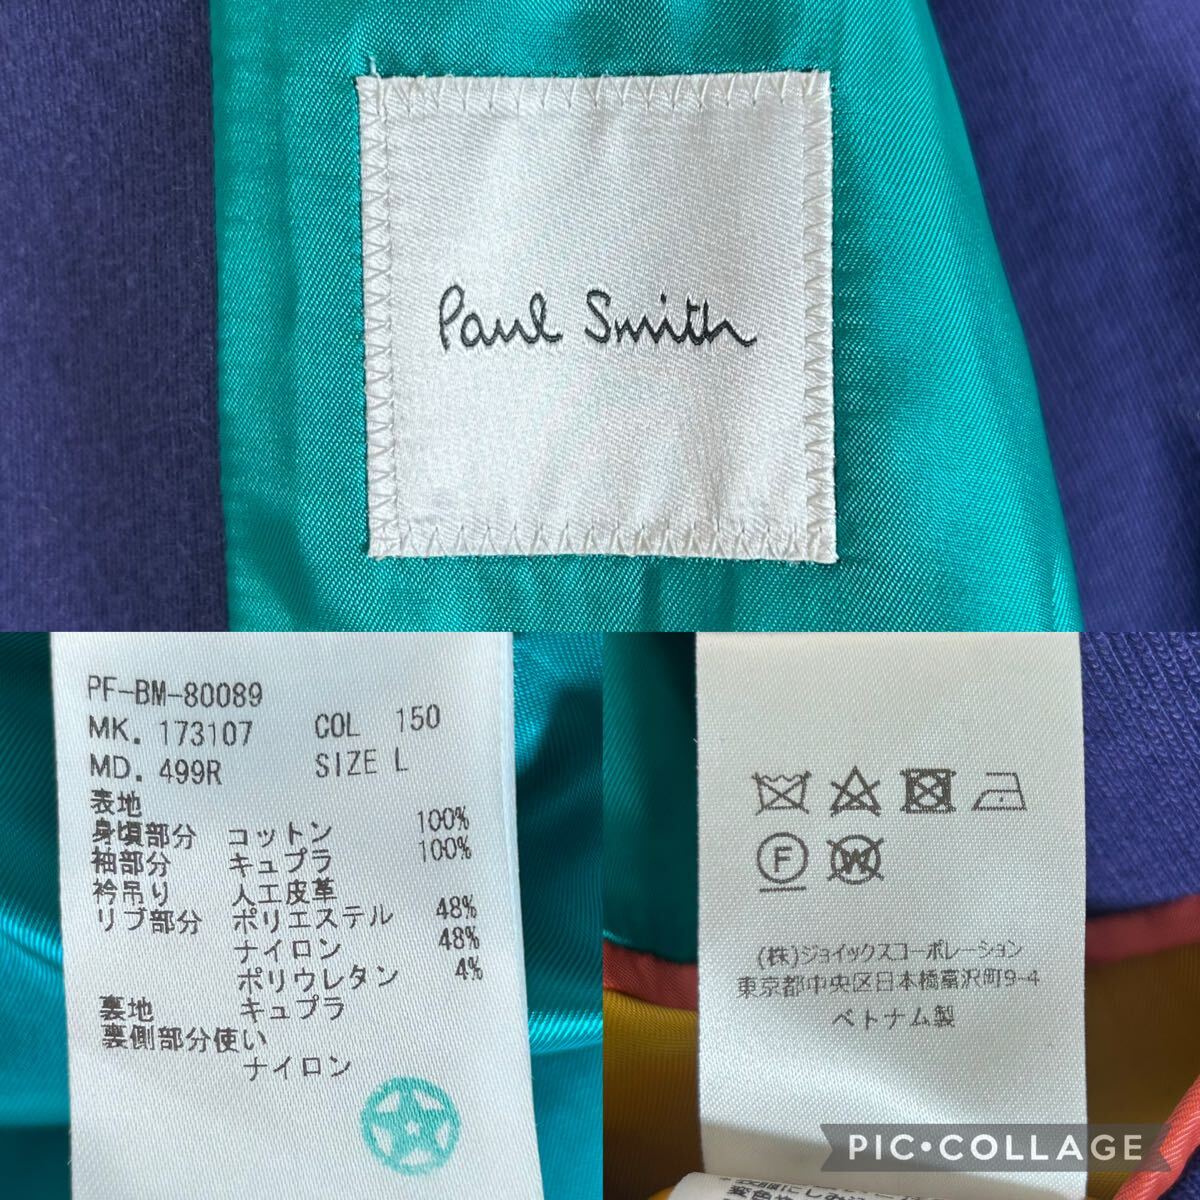 Paul Smith
PF-BM-80089
MK. 173107 COL 150
MD. 499R SIZE L
表地
身頃部分 コットン 100%
袖部分 キュプラ 100%
衿吊り 人工皮革
リブ部分 ポリエステル 48%
ナイロン 48%
ポリウレタン 4%
裏地 キュプラ
裏側部分使い
ナイロン
F
W
(株)ジョイックスコーポレーション
東京都中央区日本橋富沢町9-4
ベトナム製
PIC•COLLAGE